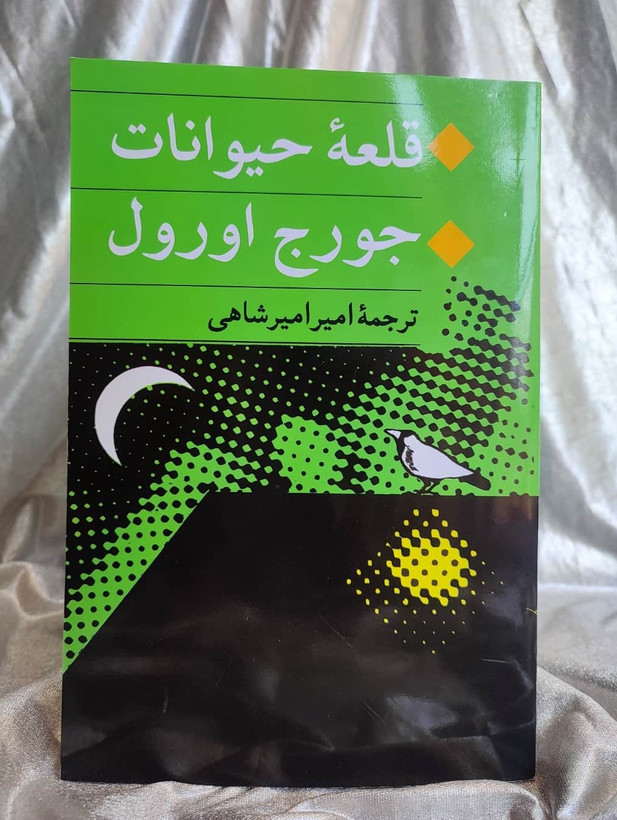 قلعهٔ حیوانات
جورج اورول
ترجمهٔ امیر امیرشاهی